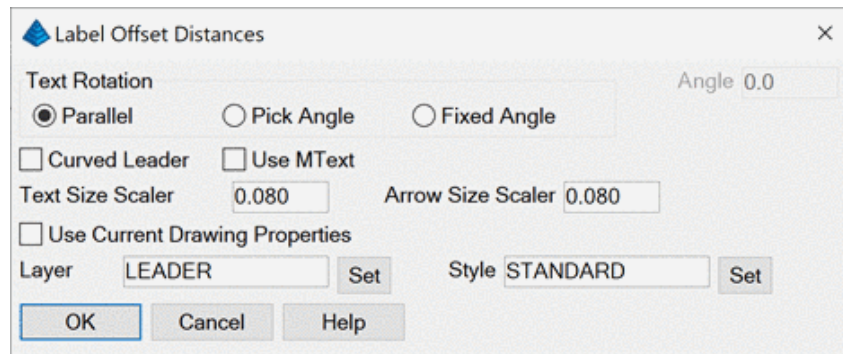 Label Offset Distances
Text Rotation Angle 0.0
Parallel Pick Angle Fixed Angle
Curved Leader Use MText
Text Size Scaler 0.080 Arrow Size Scaler 0.080
Use Current Drawing Properties
Layer LEADER Set Style STANDARD Set
OK Cancel Help